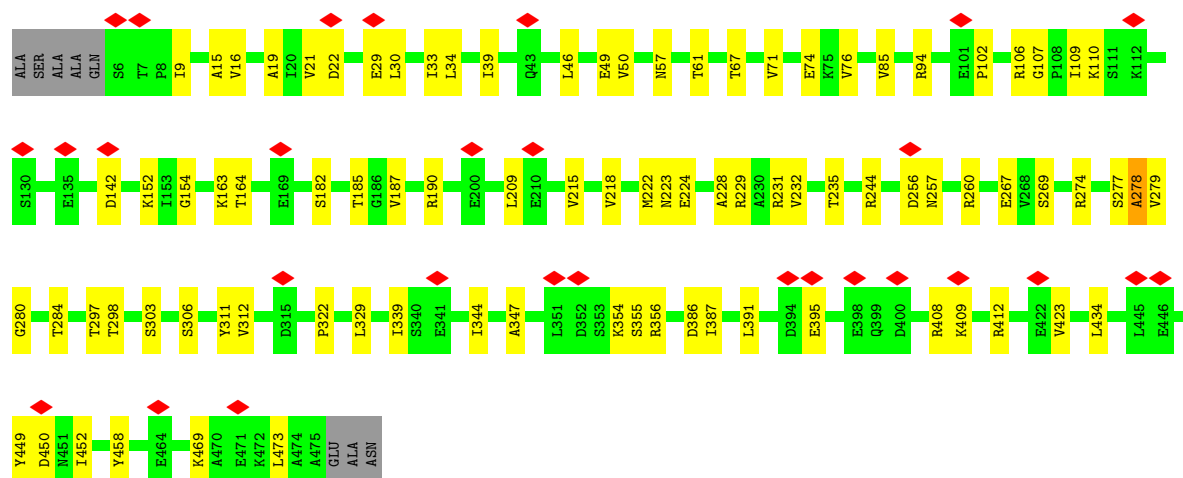 ALA SER ALA ALA GLN S6 T7 P8 I9 A15 V16 A19 I20 V21 D22 E29 L30 I33 L34 I39 Q43 L46 E49 V50 N57 T61 T67 V71 E74 K75 V76 V85 R94 E101 P102 R106 G107 P108 I109 K110 S111 K112
S130 E135 D142 K152 I153 G154 K163 T164 E169 S182 T185 G186 V187 R190 E200 L209 E210 V215 V218 M222 N223 E224 A228 R229 A230 R231 V232 T235 R244 D256 N257 R260 E267 V268 S269 R274 S277 A278 V279
G280 T284 T297 T298 S303 S306 Y311 V312 D315 P322 L329 I339 S340 E341 I344 A347 L351 D352 S353 K354 S355 R356 D386 I387 L391 D394 E395 E398 Q399 D400 R408 K409 R412 E422 V423 L434 L445 E446
Y449 D450 N451 I452 Y458 E464 K469 A470 E471 K472 L473 A474 A475 GLU ALA ASN